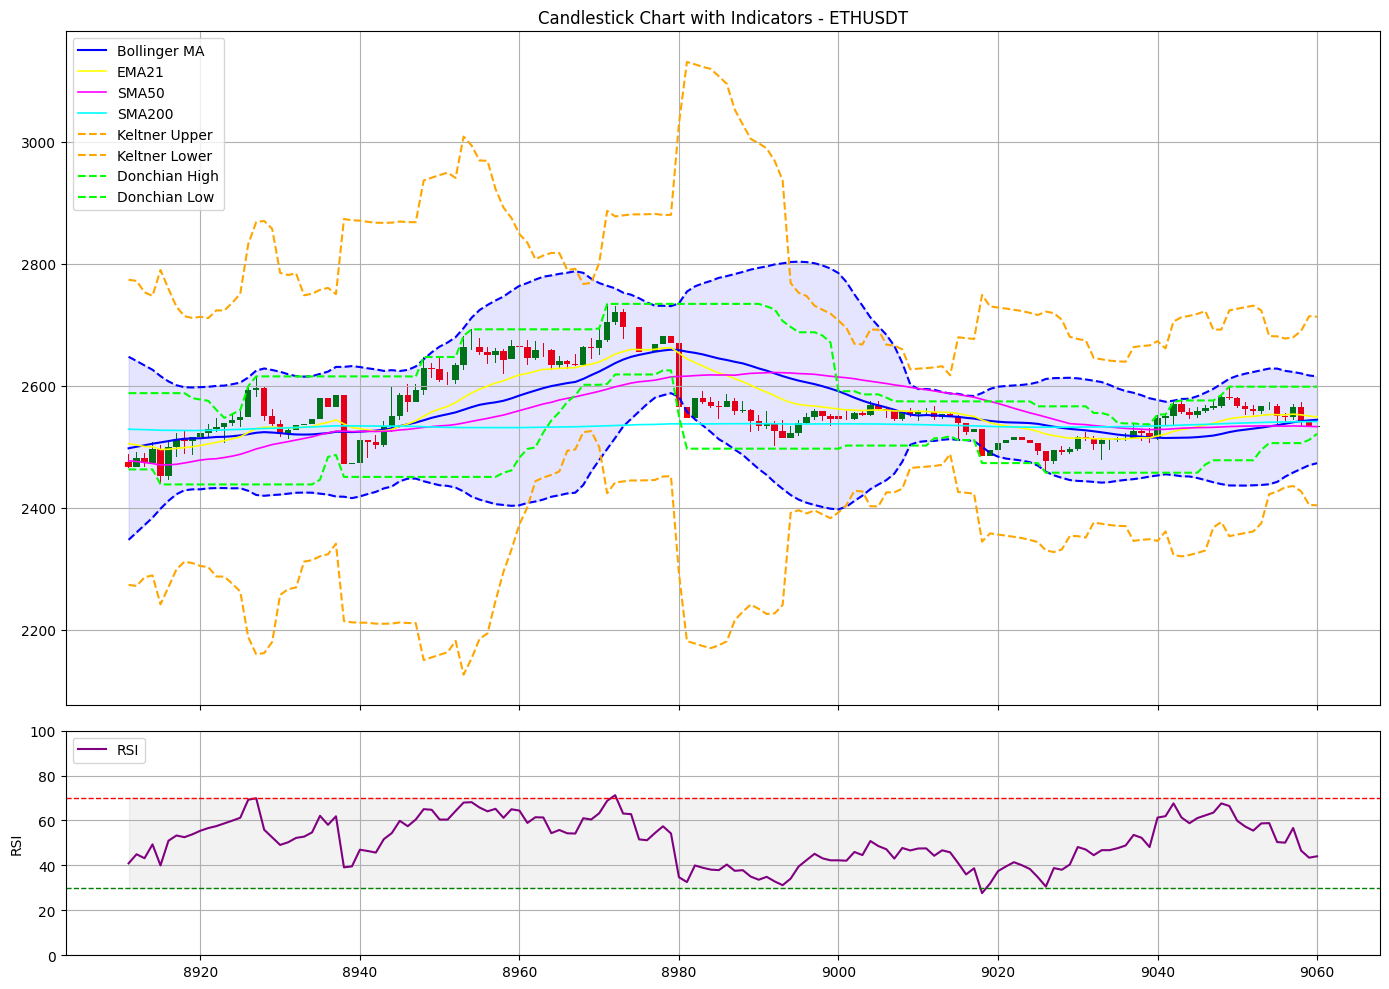 Candlestick Chart with Indicators - ETHUSDT
Bollinger MA
EMA21
SMA50
SMA200
Keltner Upper
Keltner Lower
Donchian High
Donchian Low
3000
2800
2600
2400
2200
RSI
100
80
60
40
20
0
RSI
8920
8940
8960
8980
9000
9020
9040
9060